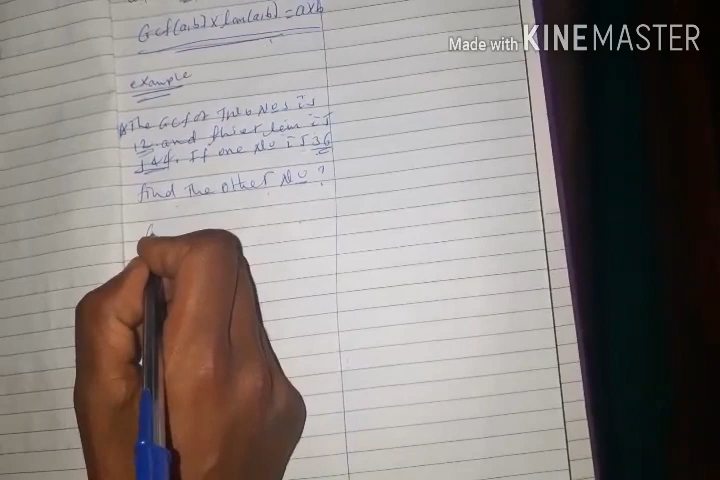 Gcf(a,b) x Lcm(a,b) = axb
Made with KINEMASTER
example
*The GCF of Two NOs is
12 and thier lcm is
144. If one No is 36
find the other No ?